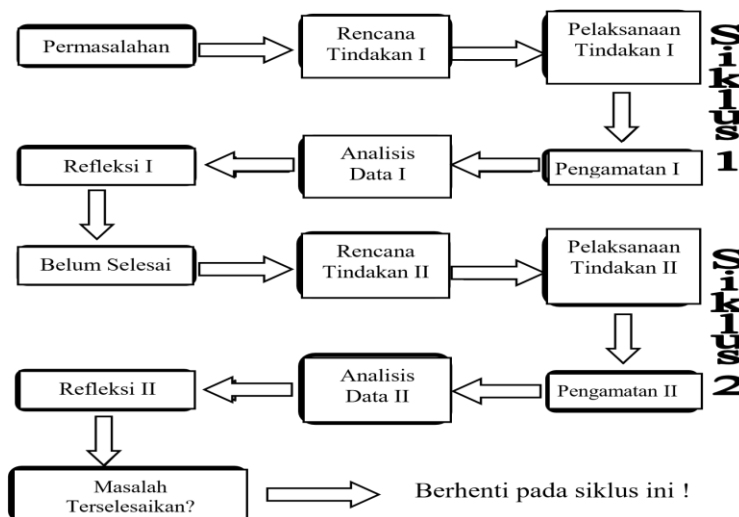 Permasalahan
Rencana
Tindakan I
Pelaksanaan
Tindakan I
Siklus 1
Refleksi I
Analisis
Data I
Pengamatan I
Belum Selesai
Rencana
Tindakan II
Pelaksanaan
Tindakan II
Siklus 2
Refleksi II
Analisis
Data II
Pengamatan II
Masalah
Terselesaikan?
Berhenti pada siklus ini !